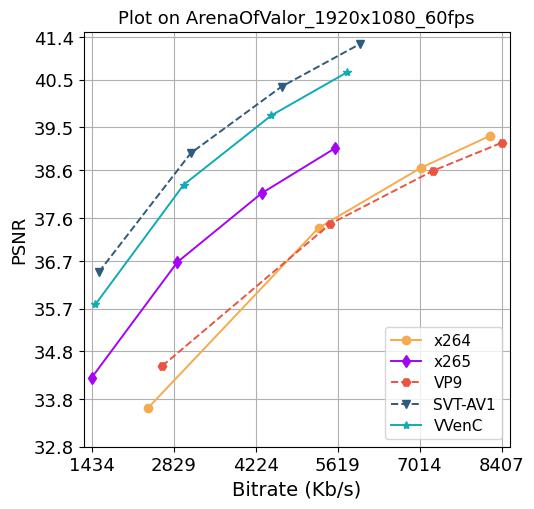 Plot on ArenaOfValor_1920x1080_60fps
41.4
40.5
39.5
38.6
37.6
36.7
35.7
34.8
33.8
32.8
PSNR
x264
x265
VP9
SVT-AV1
VVenC
1434 2829 4224 5619 7014 8407
Bitrate (Kb/s)